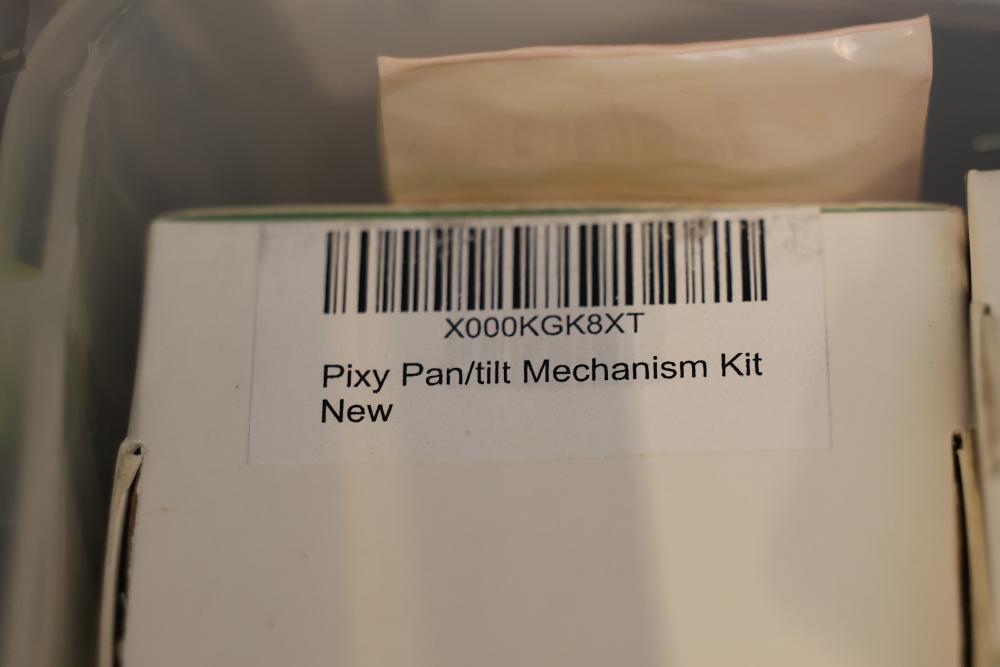 X000KGK8XT
Pixy Pan/tilt Mechanism Kit
New